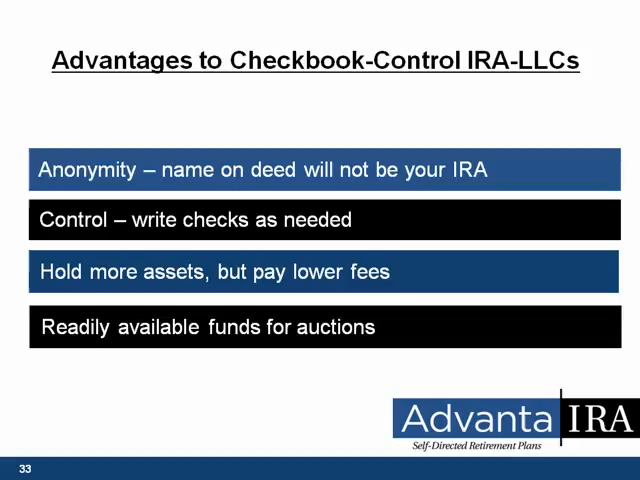 Advantages to Checkbook-Control IRA-LLCs
Anonymity – name on deed will not be your IRA
Control – write checks as needed
Hold more assets, but pay lower fees
Readily available funds for auctions
Advanta IRA
Self-Directed Retirement Plans
33